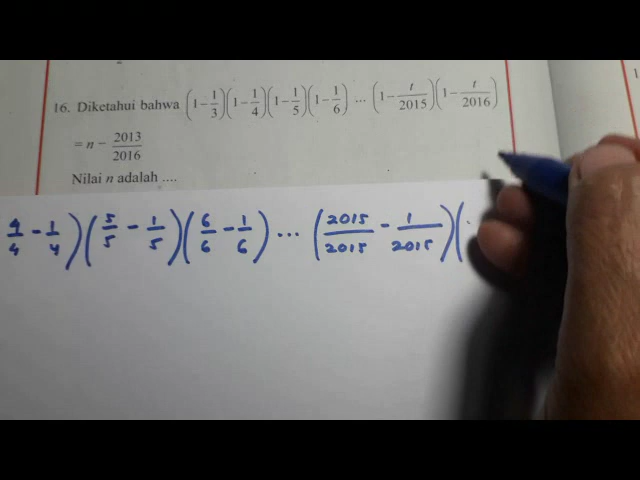 16. Diketahui bahwa (1-1/3)(1-1/4)(1-1/5)(1-1/6) ... (1-t/2015)(1-t/2016)
= n - 2013/2016
Nilai n adalah ....
4/4 - 1/4)(5/5 - 1/5)(6/6 - 1/6) ... (2015/2015 - 1/2015)(